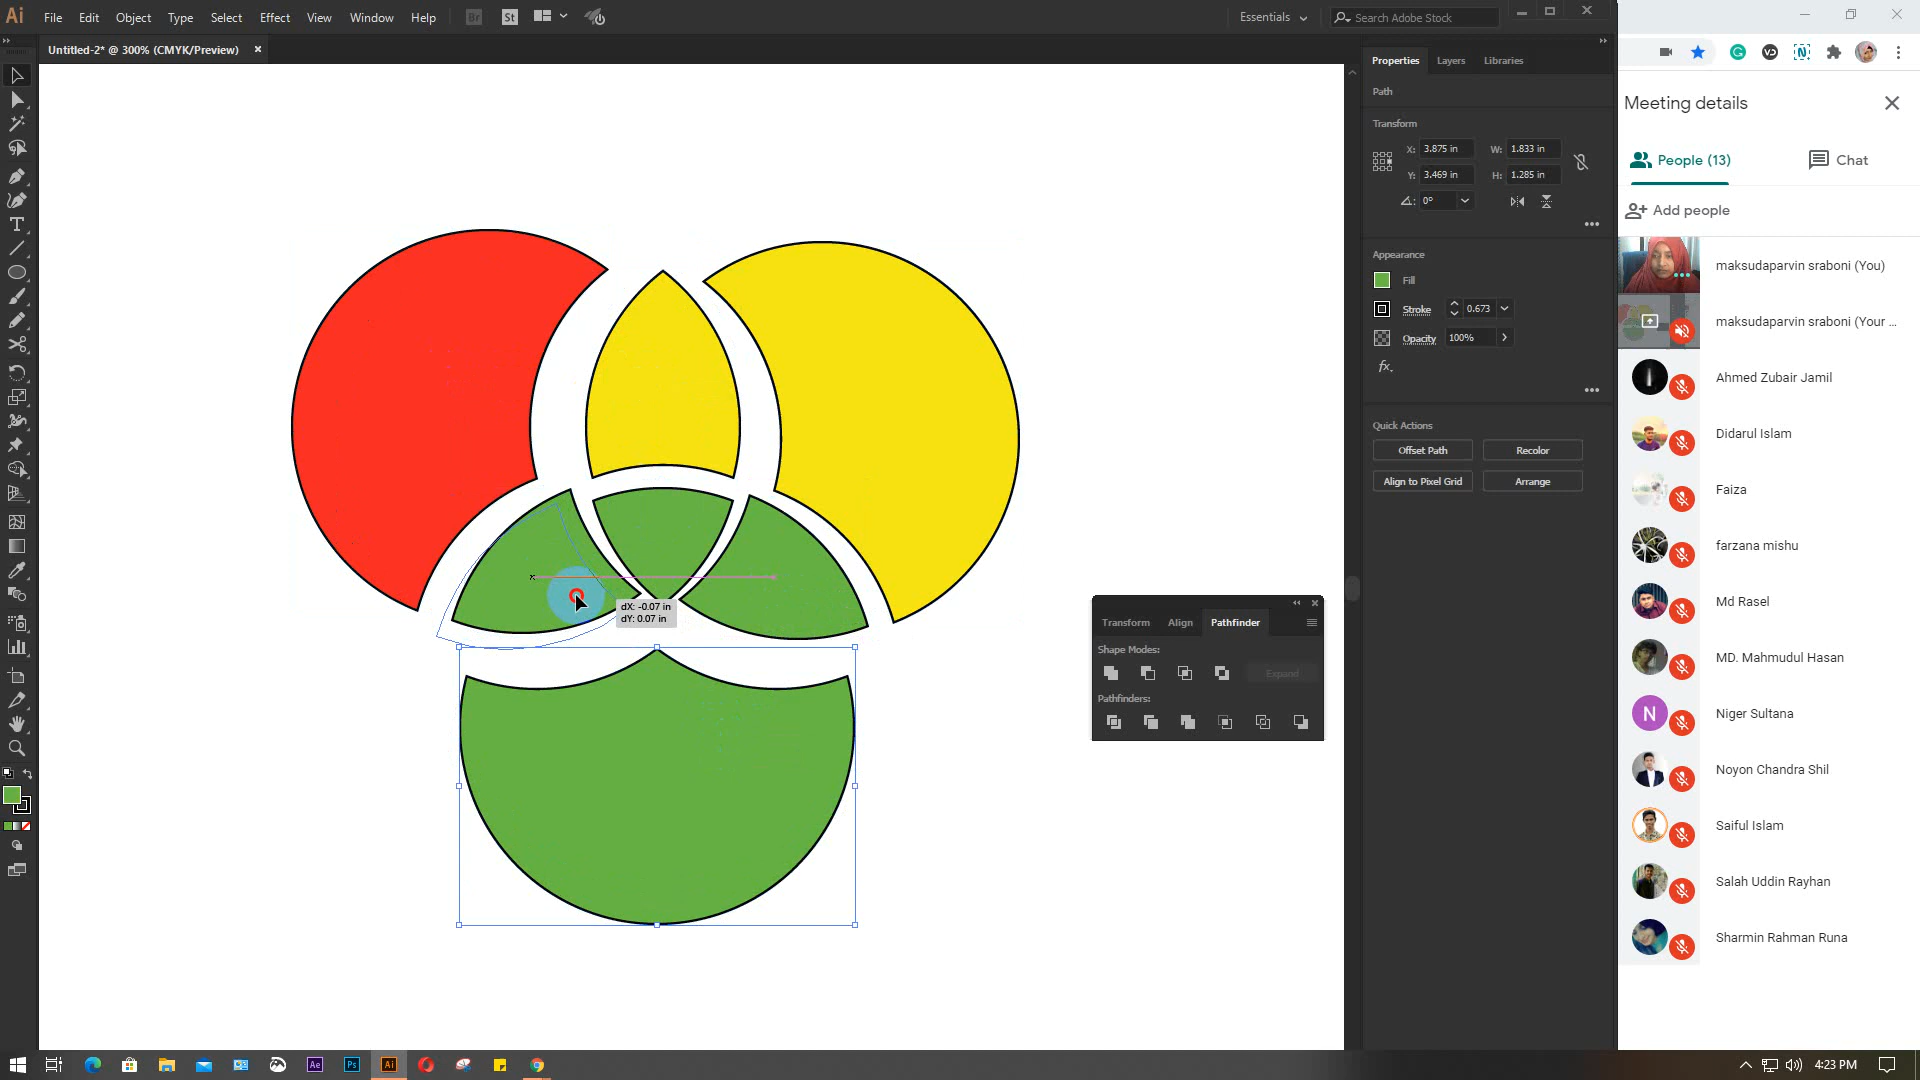 Ai File Edit Object Type Select Effect View Window Help Br St Essentials Search Adobe Stock
Untitled-2* @ 300% (CMYK/Preview) ×
Properties Layers Libraries
Path
Transform
X: 3.875 in W: 1.833 in
Y: 3.469 in H: 1.285 in
0°
Appearance
Fill
Stroke 0.673
Opacity 100%
fx.
Quick Actions
Offset Path Recolor
Align to Pixel Grid Arrange
dX: -0.07 in
dY: 0.07 in
Transform Align Pathfinder
Shape Modes:
Expand
Pathfinders:
Meeting details
People (13) Chat
Add people
maksudaparvin sraboni (You)
maksudaparvin sraboni (Your ...
Ahmed Zubair Jamil
Didarul Islam
Faiza
farzana mishu
Md Rasel
MD. Mahmudul Hasan
N Niger Sultana
Noyon Chandra Shil
Saiful Islam
Salah Uddin Rayhan
Sharmin Rahman Runa
Ae Ps Ai 4:23 PM